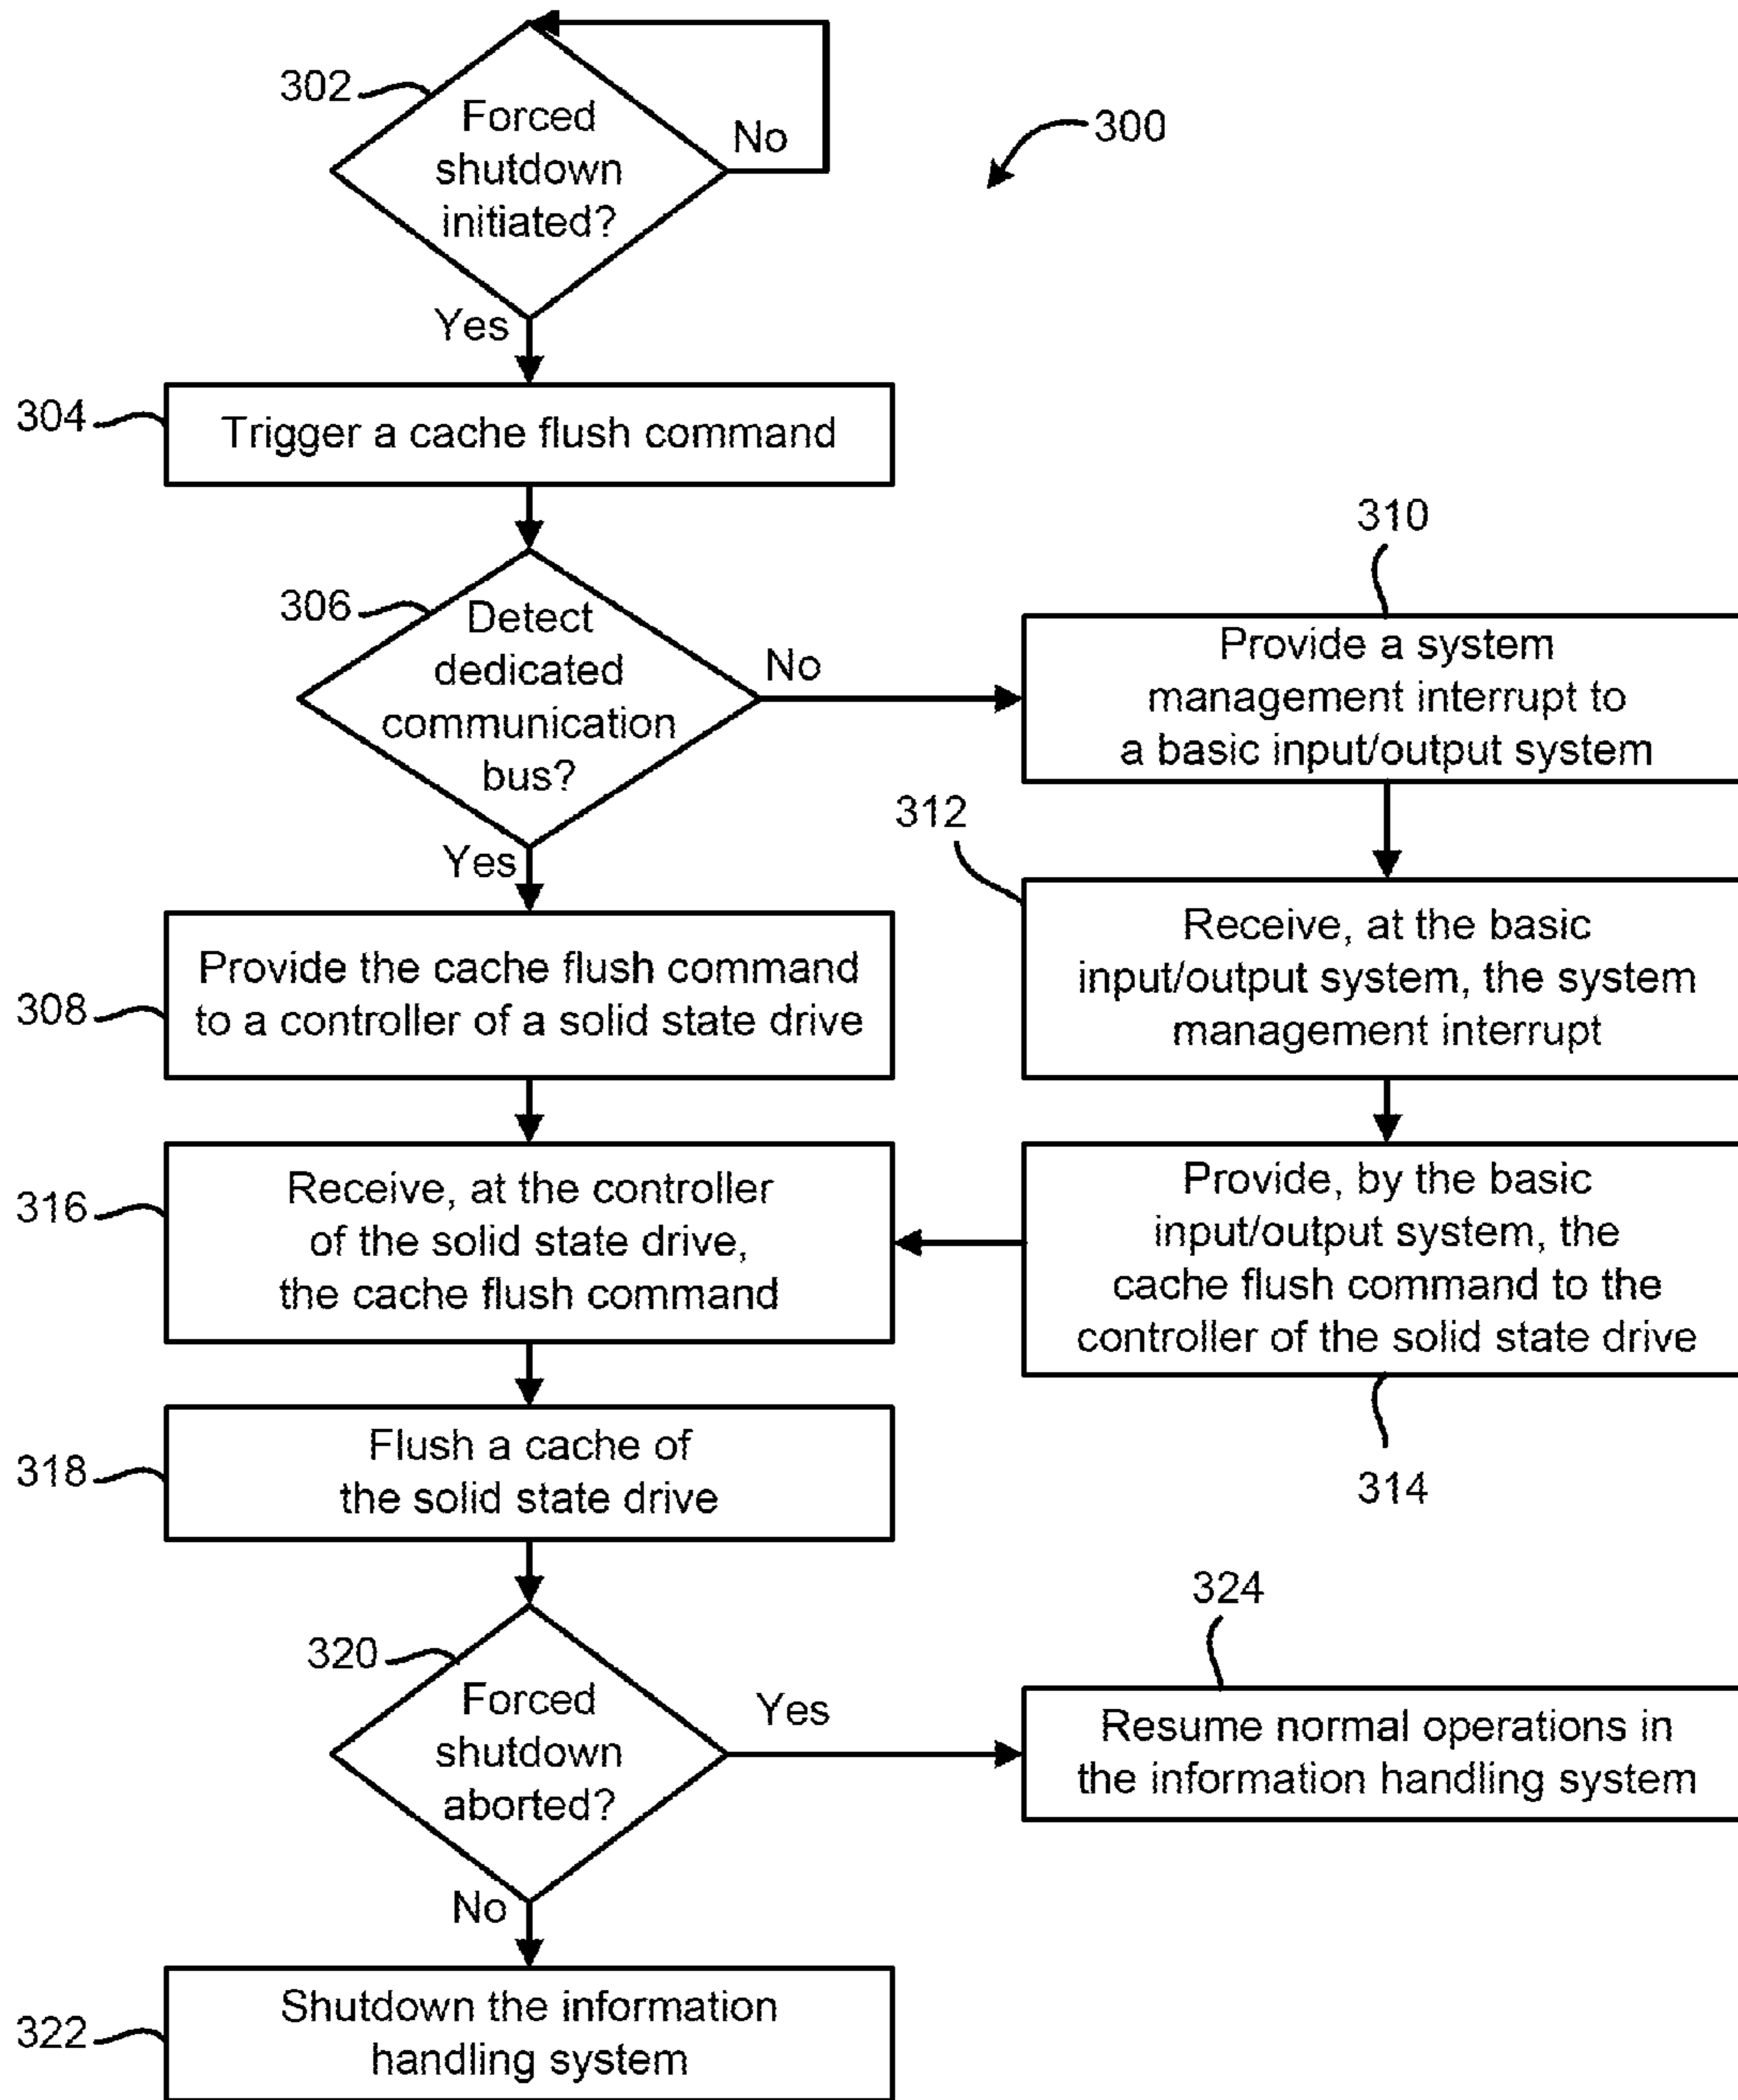 302
Forced
shutdown
initiated?
No
300
Yes
304
Trigger a cache flush command
306
Detect
dedicated
communication
bus?
No
310
Provide a system
management interrupt to
a basic input/output system
Yes
312
Receive, at the basic
input/output system, the system
management interrupt
308
Provide the cache flush command
to a controller of a solid state drive
316
Receive, at the controller
of the solid state drive,
the cache flush command
Provide, by the basic
input/output system, the
cache flush command to the
controller of the solid state drive
314
318
Flush a cache of
the solid state drive
320
Forced
shutdown
aborted?
Yes
324
Resume normal operations in
the information handling system
No
322
Shutdown the information
handling system